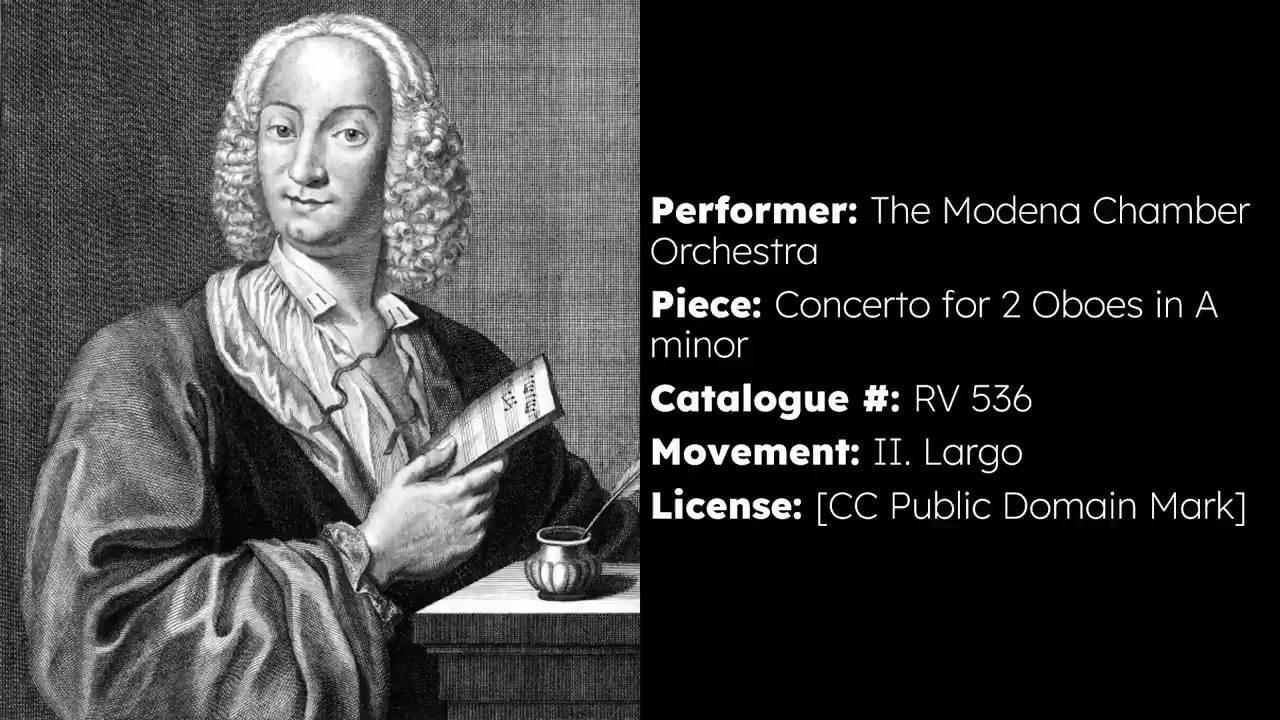 Performer: The Modena Chamber
Orchestra
Piece: Concerto for 2 Oboes in A
minor
Catalogue #: RV 536
Movement: II. Largo
License: [CC Public Domain Mark]